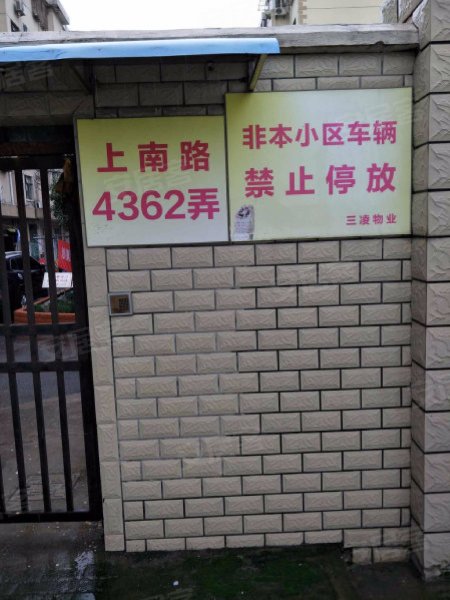 上南路
4362弄
非本小区车辆
禁止停放
三凌物业